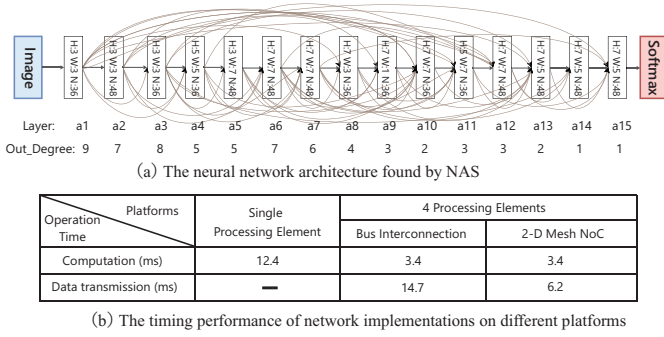 Image
H:3 W:3 N:36
H:3 W:3 N:48
H:3 W:3 N:36
H:5 W:5 N:36
H:3 W:7 N:48
H:7 W:7 N:48
H:7 W:7 N:48
H:7 W:3 N:36
H:7 W:1 N:36
H:7 W:7 N:36
H:5 W:7 N:36
H:7 W:7 N:48
H:7 W:5 N:48
H:7 W:5 N:48
Softmax
Layer: a1 a2 a3 a4 a5 a6 a7 a8 a9 a10 a11 a12 a13 a14 a15
Out_Degree: 9 7 8 5 5 7 6 4 3 2 3 3 2 1 1
(a) The neural network architecture found by NAS
Platforms
Operation
Time
Single
Processing Element
4 Processing Elements
Bus Interconnection 2-D Mesh NoC
Computation (ms) 12.4 3.4 3.4
Data transmission (ms) — 14.7 6.2
(b) The timing performance of network implementations on different platforms